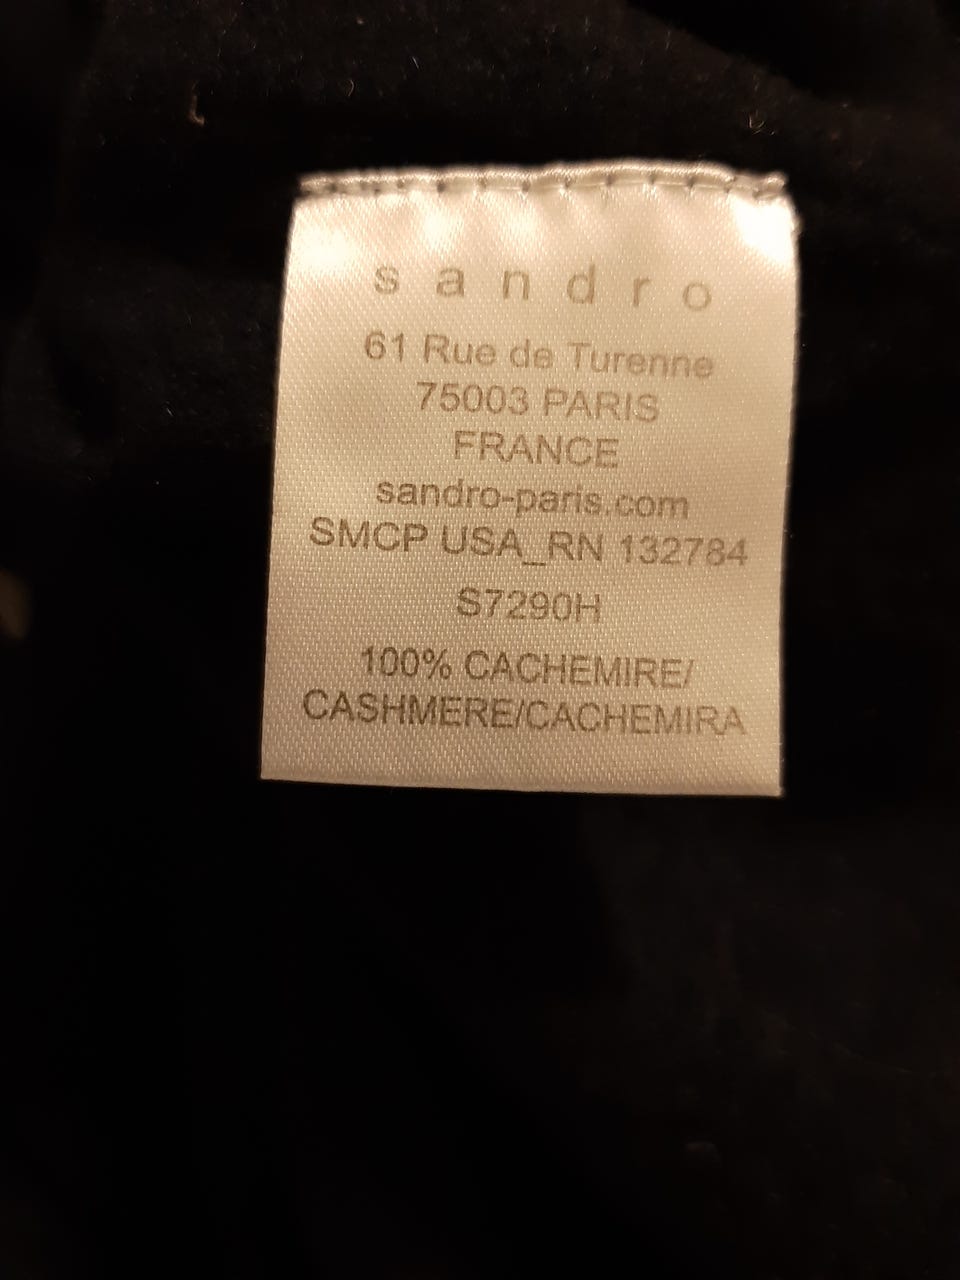 sandro
61 Rue de Turenne
75003 PARIS
FRANCE
sandro-paris.com
SMCP USA_RN 132784
S7290H
100% CACHEMIRE/
CASHMERE/CACHEMIRA